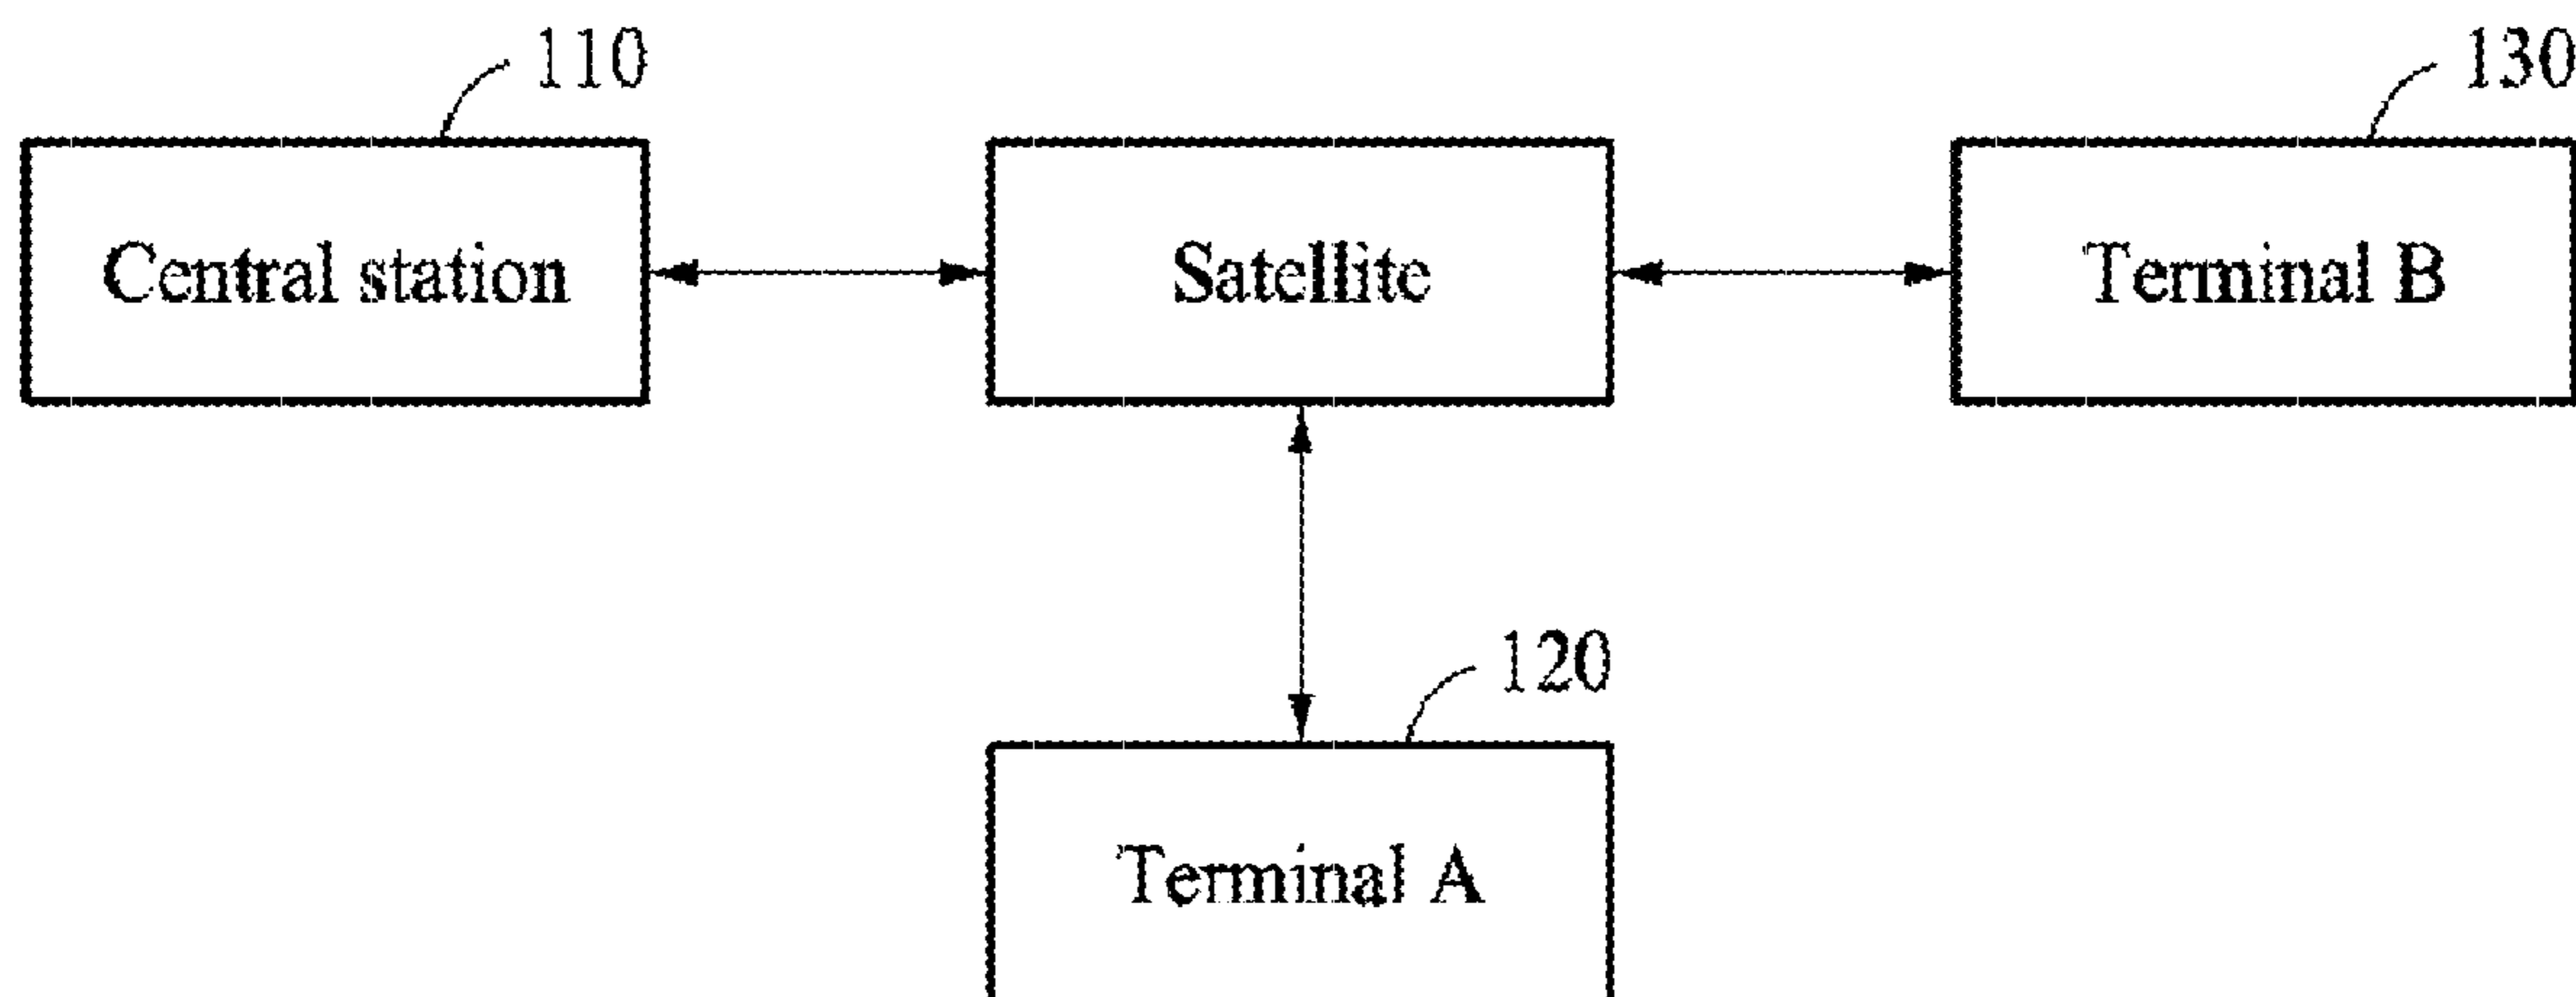 110
130
Central station
Satellite
Terminal B
120
Terminal A